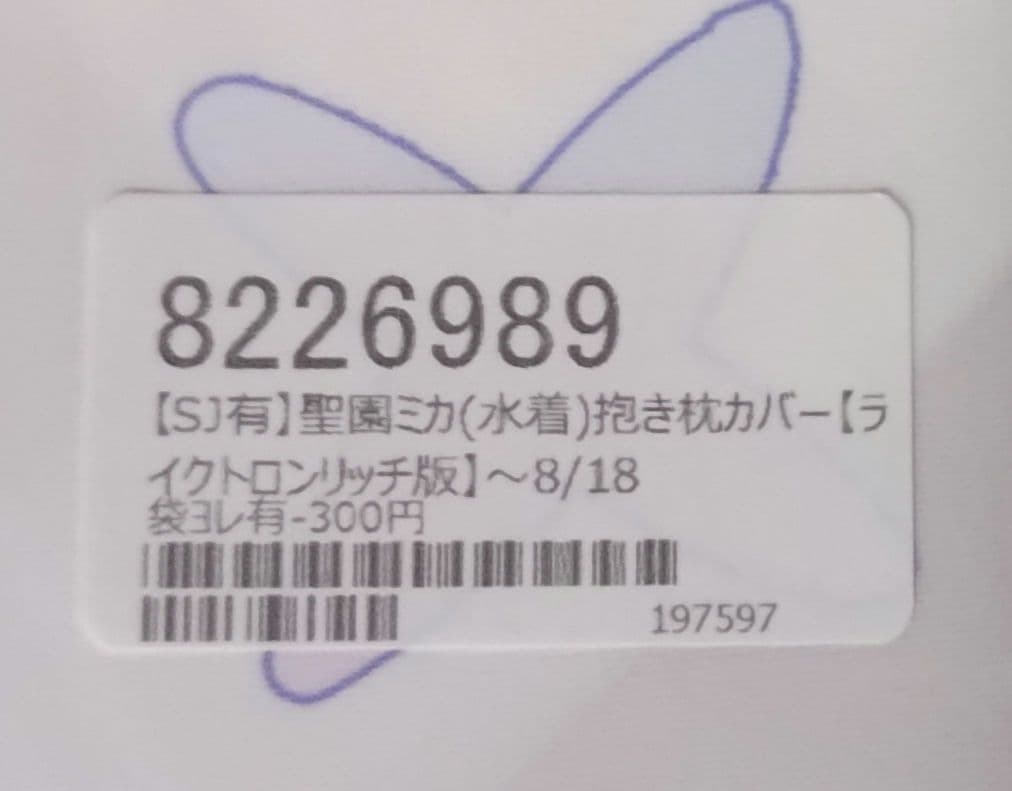 8226989
【SJ有】聖園ミカ(水着)抱き枕カバー【ラ
イクトロンリッチ版】～8/18
袋ヨレ有-300円
197597